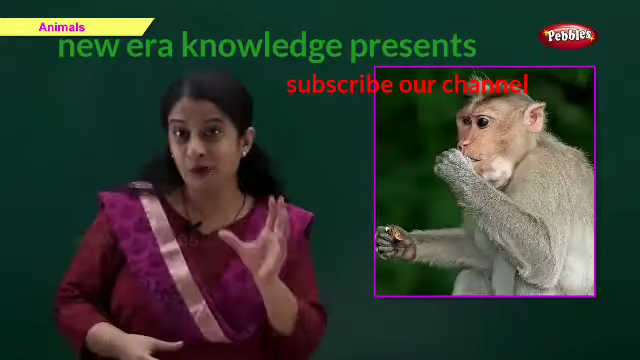 Animals
new era knowledge presents
Pebbles
subscribe our channel